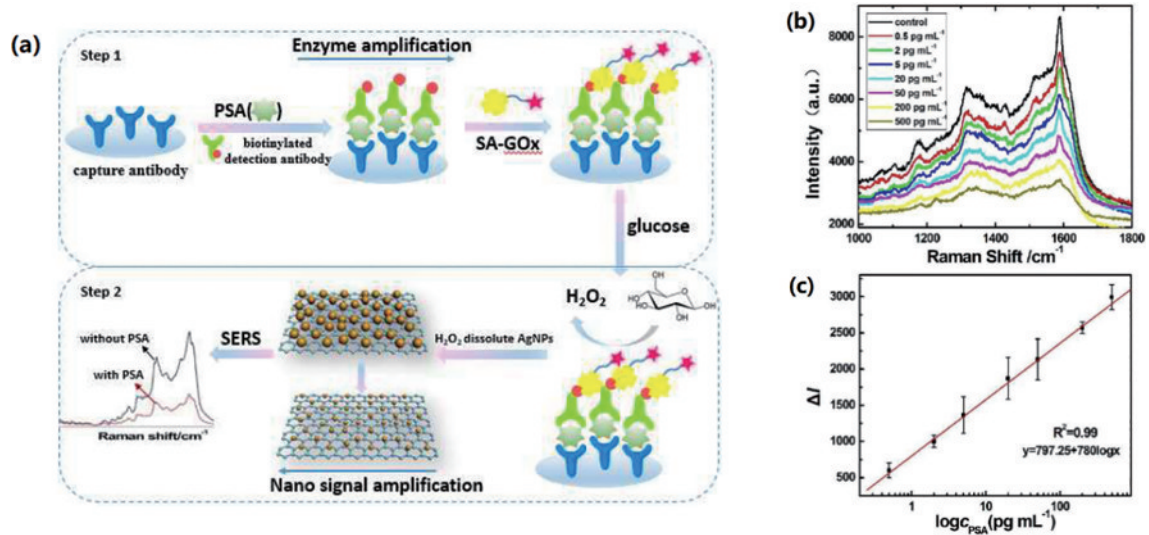 (a)
Step 1
Enzyme amplification
PSA( )
biotinylated
detection antibody
capture antibody
SA-GOx
glucose
Step 2
H₂O₂
OH
HO
HO
OH
OH
H₂O₂ dissolute AgNPs
SERS
without PSA
with PSA
Raman shift/cm⁻¹
Nano signal amplification
(b)
control
0.5 pg mL⁻¹
2 pg mL⁻¹
5 pg mL⁻¹
20 pg mL⁻¹
50 pg mL⁻¹
200 pg mL⁻¹
500 pg mL⁻¹
Intensity (a.u.)
8000
6000
4000
2000
1000 1200 1400 1600 1800
Raman Shift /cm⁻¹
(c)
3000
2500
2000
1500
1000
500
ΔI
R²=0.99
y=797.25+780logx
1 10 100
logcPSA(pg mL⁻¹)